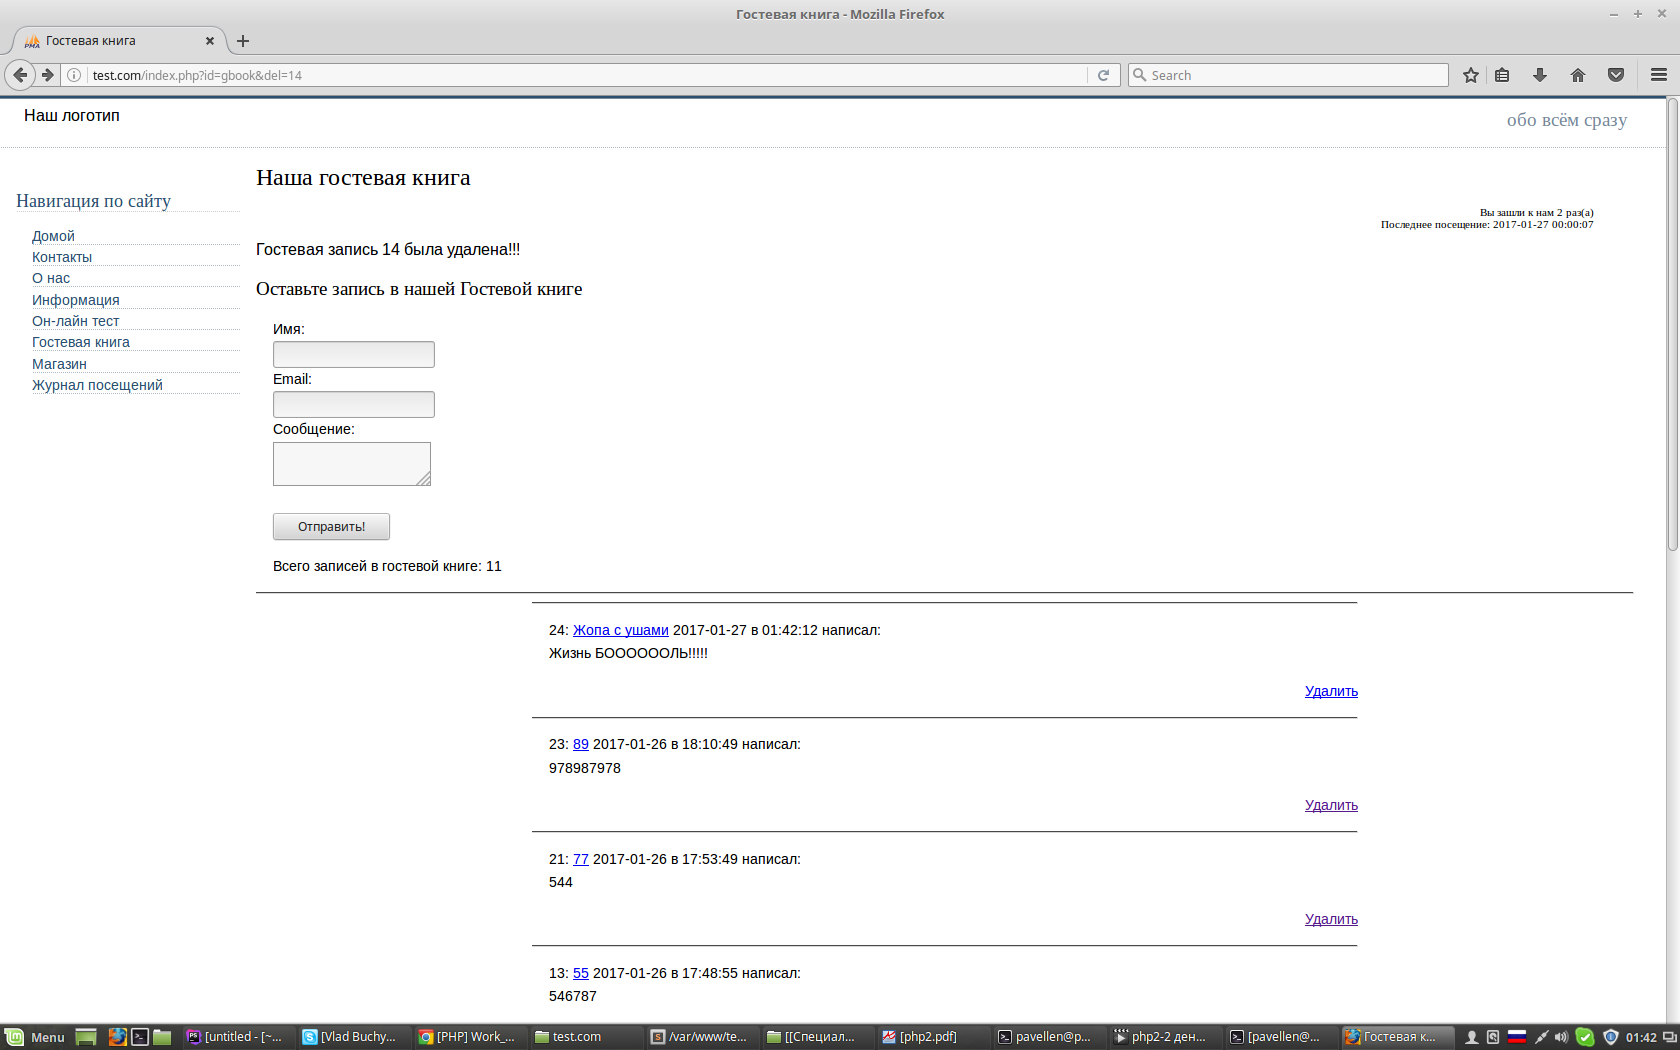 Гостевая книга - Mozilla Firefox
PMA Гостевая книга
test.com/index.php?id=gbook&del=14
Search
Наш логотип
обо всём сразу
Навигация по сайту
Домой
Контакты
О нас
Информация
Он-лайн тест
Гостевая книга
Магазин
Журнал посещений
Наша гостевая книга
Вы зашли к нам 2 раз(а)
Последнее посещение: 2017-01-27 00:00:07
Гостевая запись 14 была удалена!!!
Оставьте запись в нашей Гостевой книге
Имя:
Email:
Сообщение:
Отправить!
Всего записей в гостевой книге: 11
24: Жопа с ушами 2017-01-27 в 01:42:12 написал:
Жизнь БОООООOЛЬ!!!!!
Удалить
23: 89 2017-01-26 в 18:10:49 написал:
978987978
Удалить
21: 77 2017-01-26 в 17:53:49 написал:
544
Удалить
13: 55 2017-01-26 в 17:48:55 написал:
546787
Menu [untitled - [~... [Vlad Buchy... [PHP] Work_... test.com /var/www/te... [[Специал... [php2.pdf] pavellen@p... php2-2 ден... [pavellen@... Гостевая к... 01:42